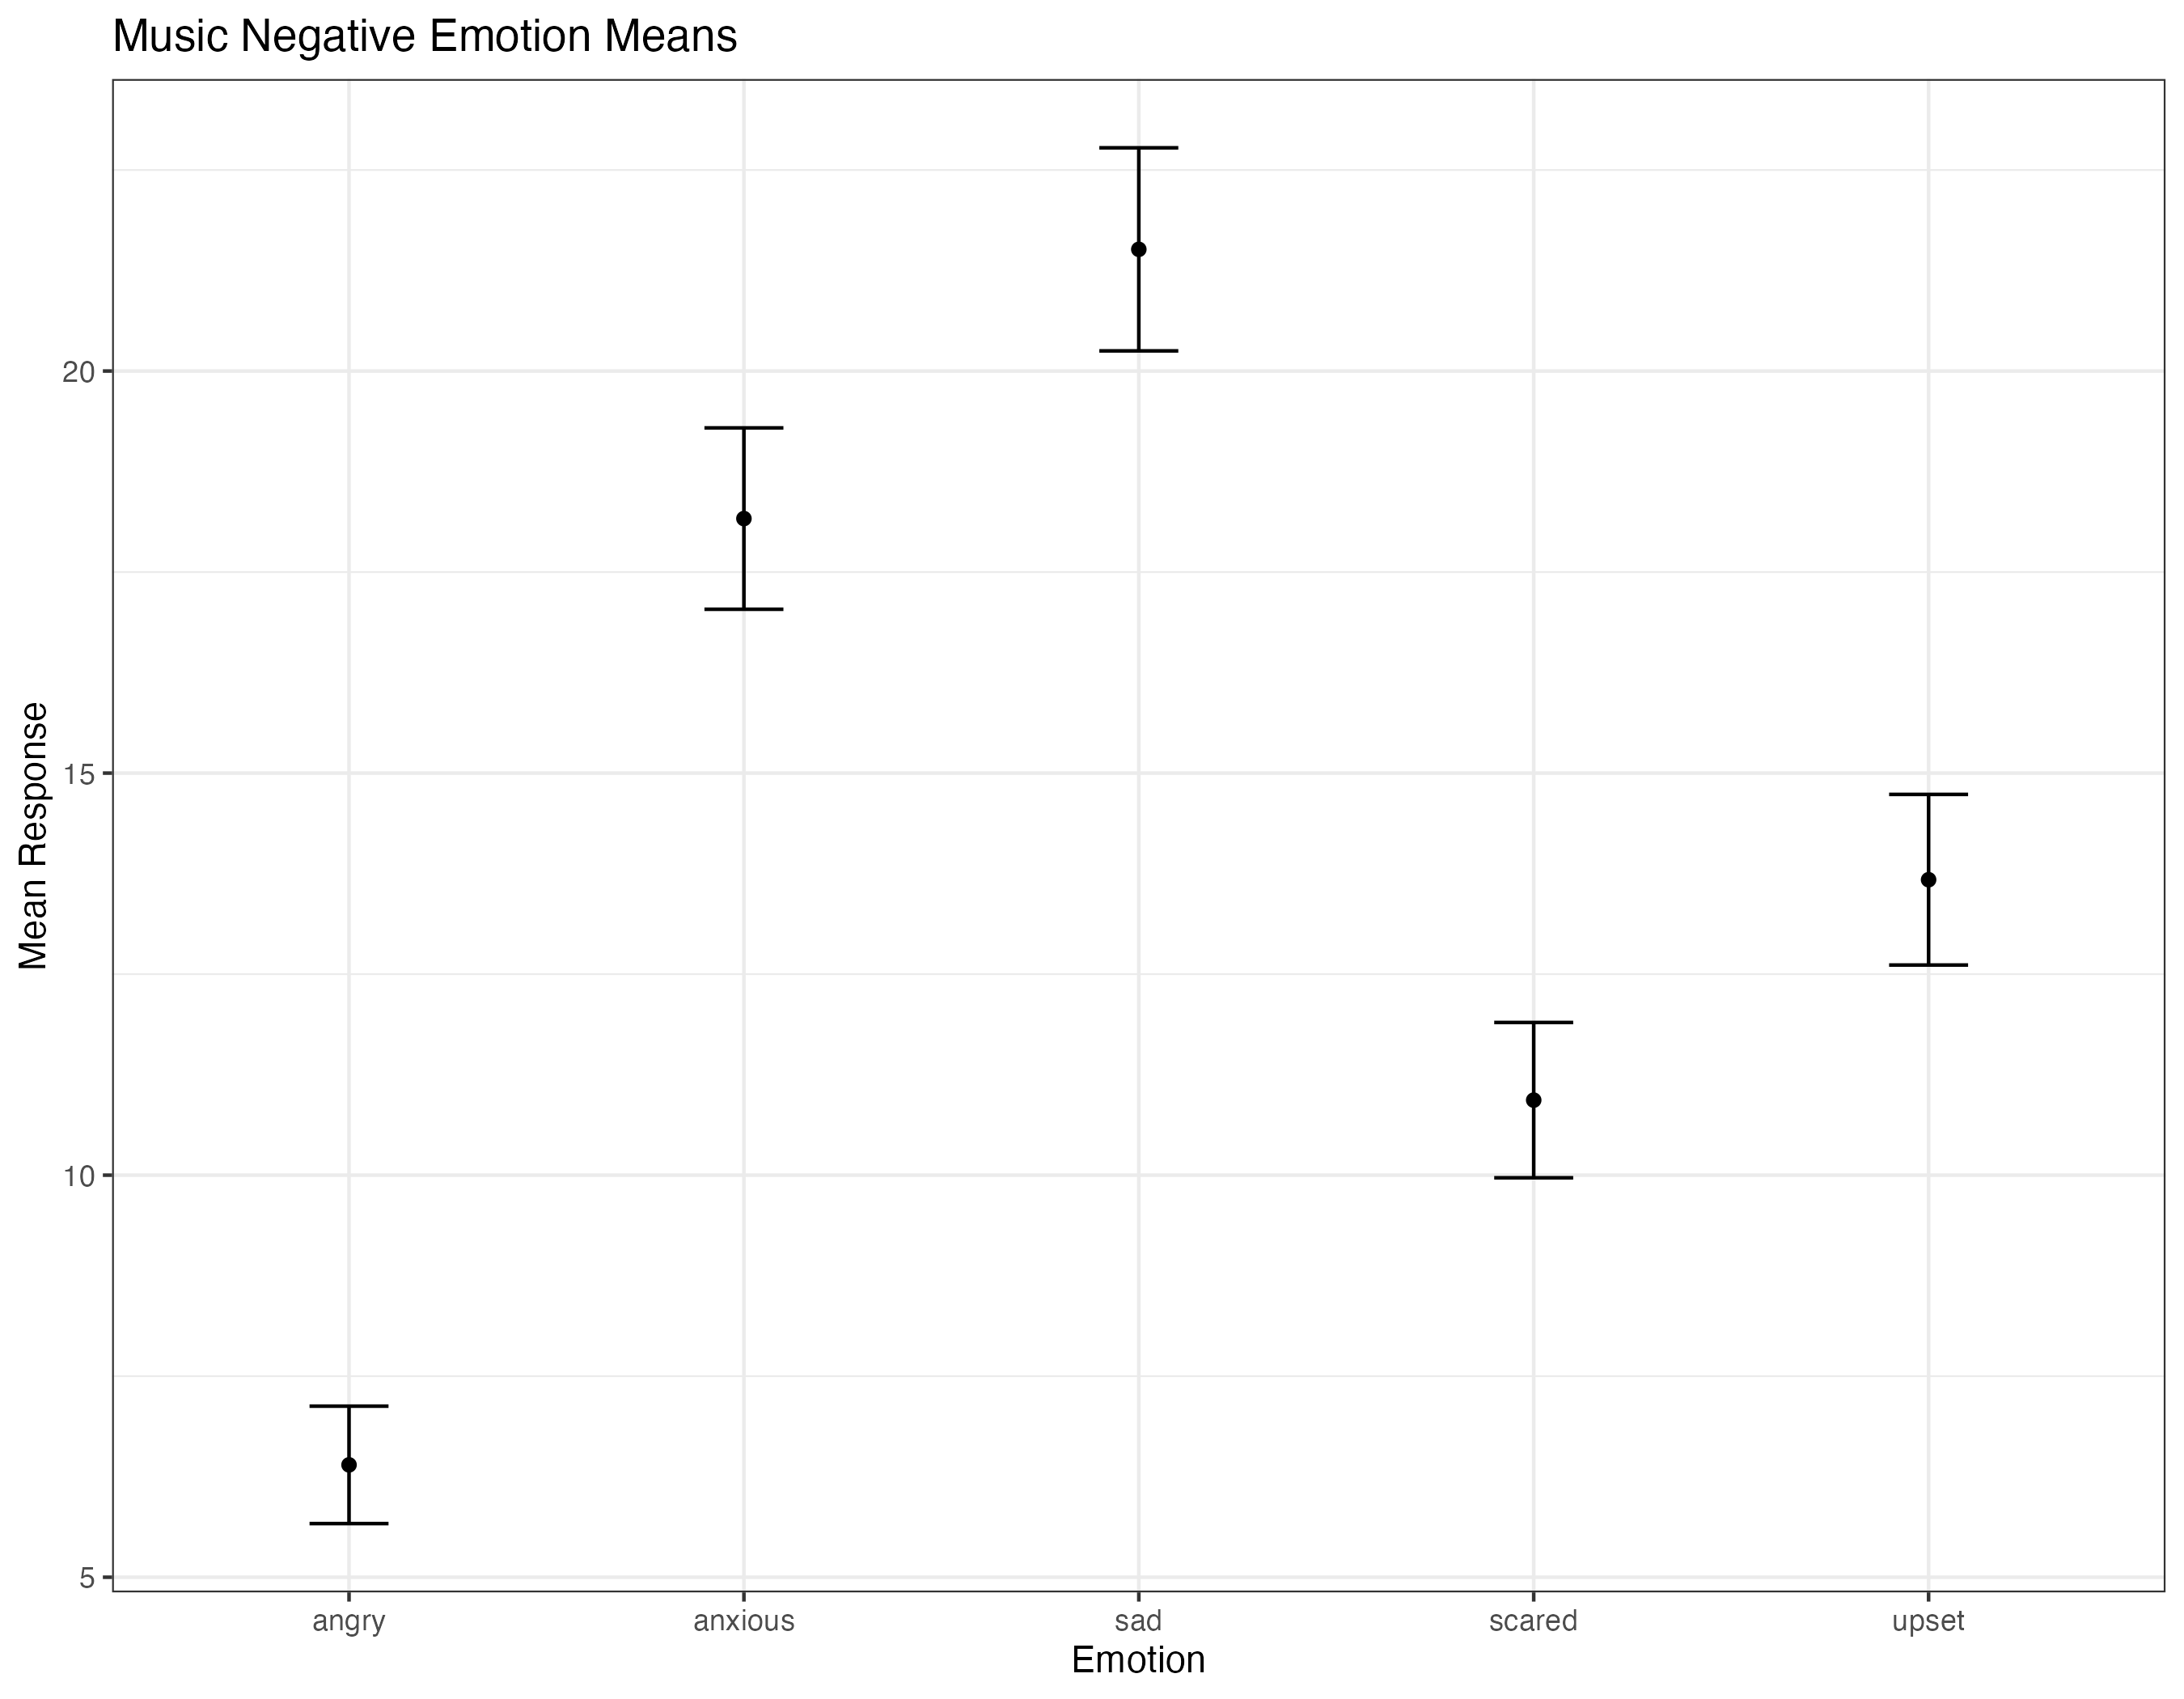 Music Negative Emotion Means
Mean Response
20
15
10
5
angry anxious sad scared upset
Emotion